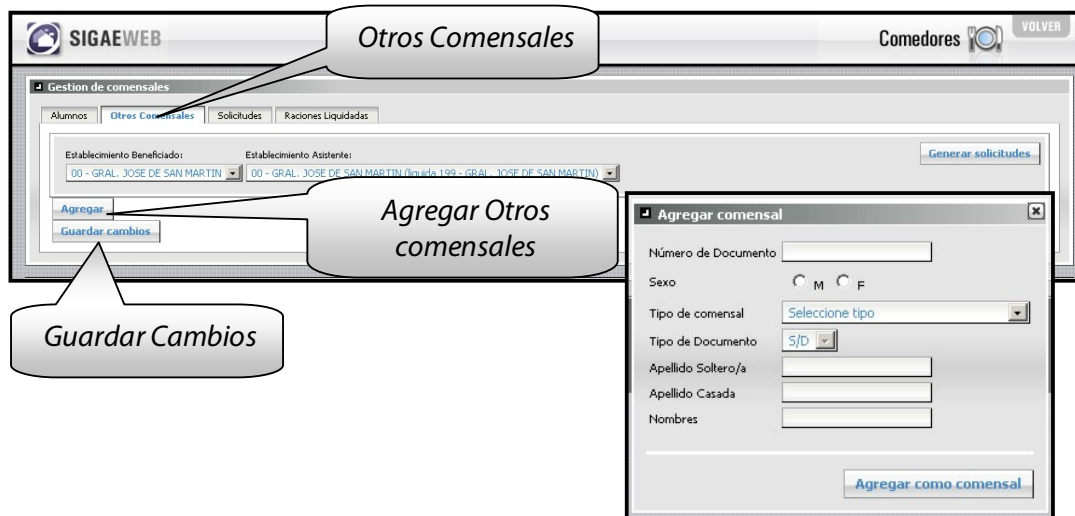 SIGAEWEB
Otros Comensales
Comedores
VOLVER
Gestion de comensales
Alumnos Otros Comensales Solicitudes Raciones Liquidadas
Establecimiento Beneficiado: Establecimiento Asistente:
Generar solicitudes
00 - GRAL. JOSE DE SAN MARTIN 00 - GRAL. JOSE DE SAN MARTIN (liquida 199 - GRAL. JOSE DE SAN MARTIN)
Agregar
Guardar cambios
Agregar Otros
comensales
Guardar Cambios
Agregar comensal
Número de Documento
Sexo M F
Tipo de comensal Seleccione tipo
Tipo de Documento S/D
Apellido Soltero/a
Apellido Casada
Nombres
Agregar como comensal